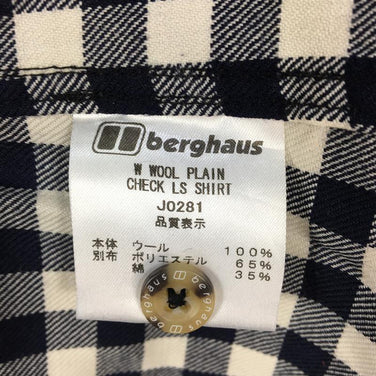 berghaus
W WOOL PLAIN
CHECK LS SHIRT
J0281
品質表示
本体 ウール 100%
別布 ポリエステル 65%
綿 35%
berghaus
berghaus